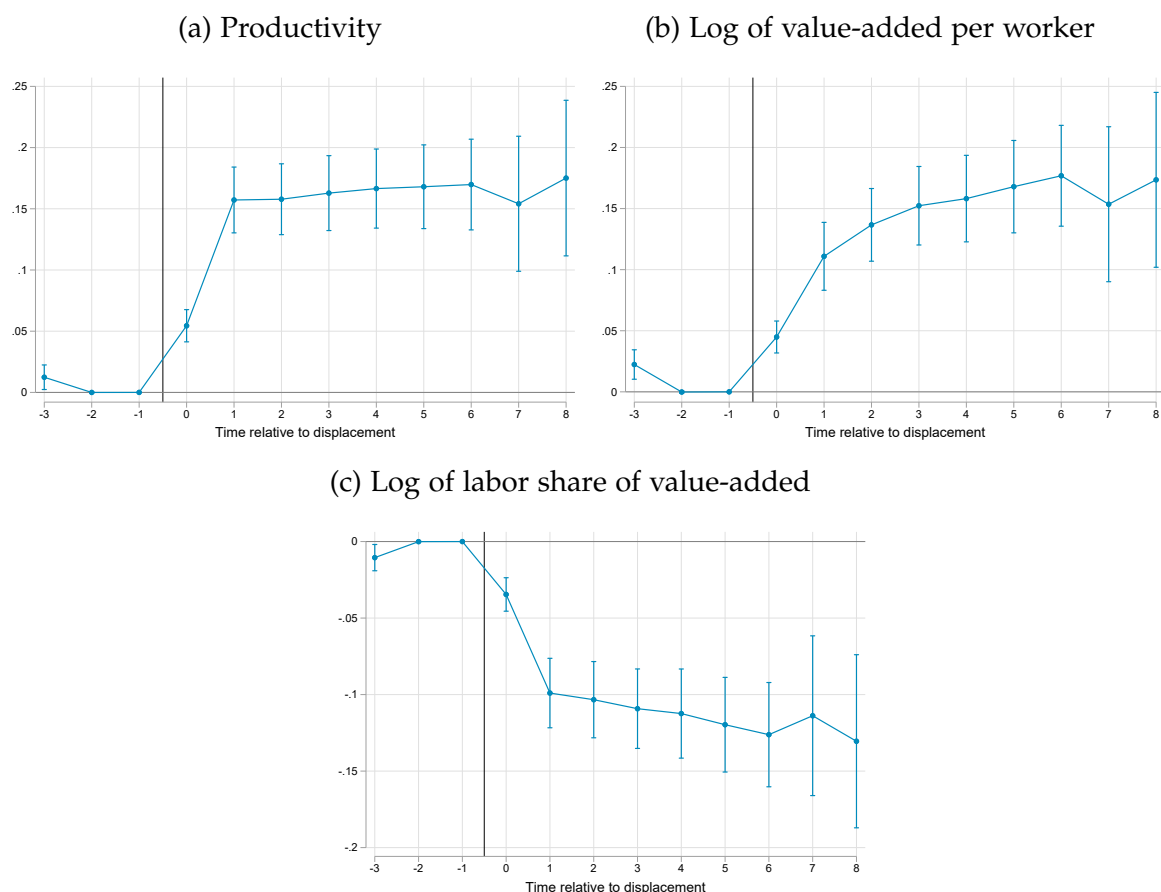 (a) Productivity
(b) Log of value-added per worker
.25
.2
.15
.1
.05
0
-3 -2 -1 0 1 2 3 4 5 6 7 8
Time relative to displacement
.25
.2
.15
.1
.05
0
-3 -2 -1 0 1 2 3 4 5 6 7 8
Time relative to displacement
(c) Log of labor share of value-added
0
-.05
-.1
-.15
-.2
-3 -2 -1 0 1 2 3 4 5 6 7 8
Time relative to displacement